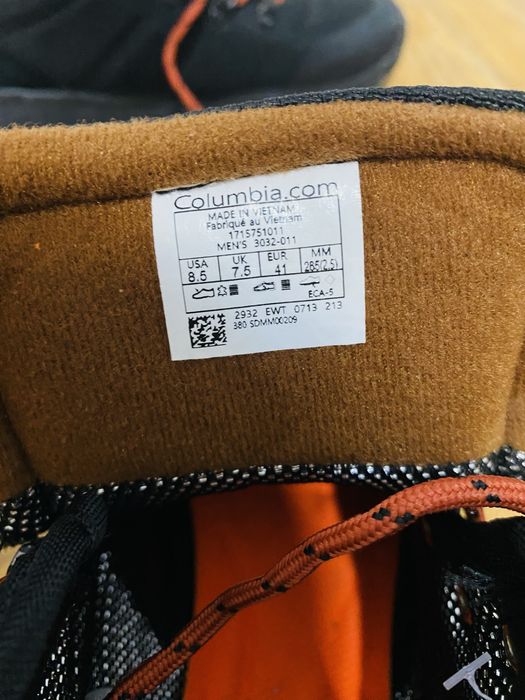 Columbia.com
MADE IN VIETNAM
Fabriqué au Vietnam
1715751011
MEN'S 3032-011
USA UK EUR MM
8.5 7.5 41 265(2.5)
ECA-5
2932 EWT 0713 213
380 SDMM00209